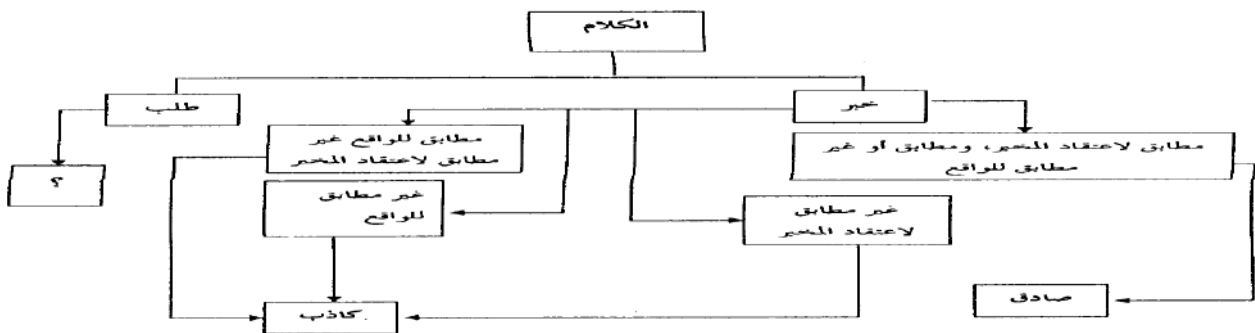 الكلام
خبر
طلب
مطابق لاعتقاد المخبر، ومطابق أو غير
مطابق للواقع
مطابق للواقع غير
مطابق لاعتقاد المخبر
؟
غير مطابق
للواقع
غير مطابق
لاعتقاد المخبر
صادق
كاذب.